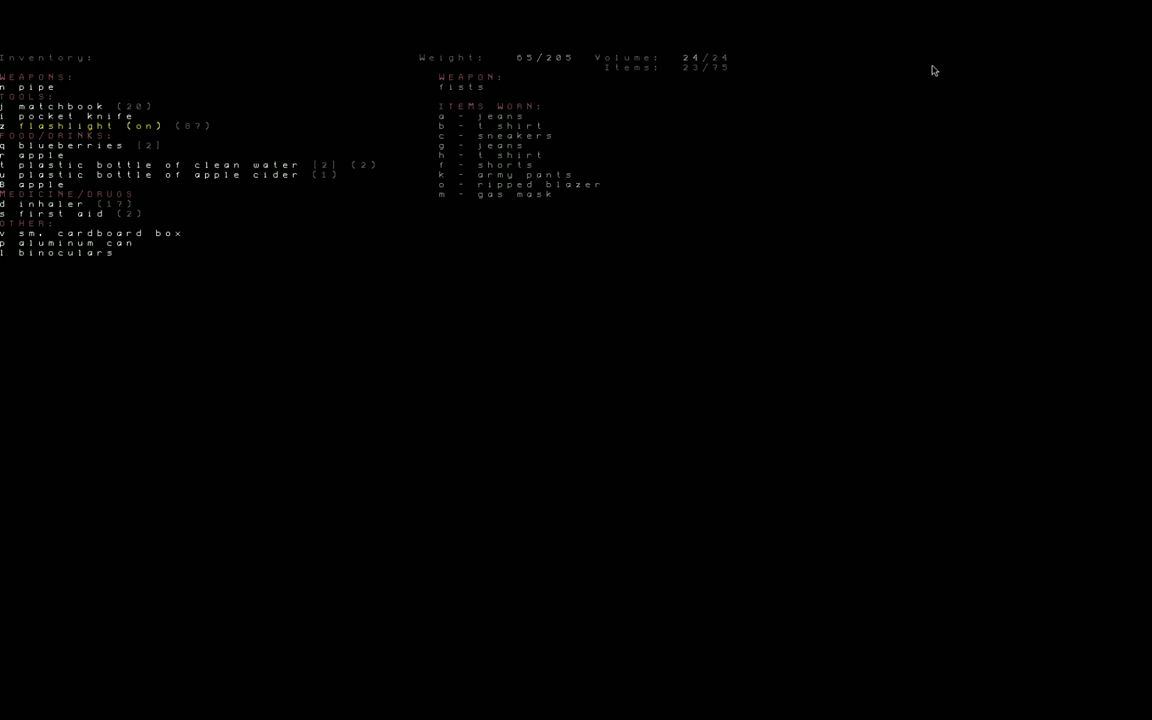 Inventory:
Weight: 65/205 Volume: 24/24
Items: 23/75
WEAPONS:
n pipe
TOOLS:
j matchbook (20)
i pocket knife
z flashlight (on) (87)
FOOD/DRINKS:
q blueberries [2]
r apple
t plastic bottle of clean water [2] (2)
u plastic bottle of apple cider (1)
B apple
MEDICINE/DRUGS
d inhaler (17)
s first aid (2)
OTHER:
v sm. cardboard box
p aluminum can
l binoculars
WEAPON:
fists
ITEMS WORN:
a - jeans
b - t shirt
c - sneakers
g - jeans
h - t shirt
f - shorts
k - army pants
o - ripped blazer
m - gas mask